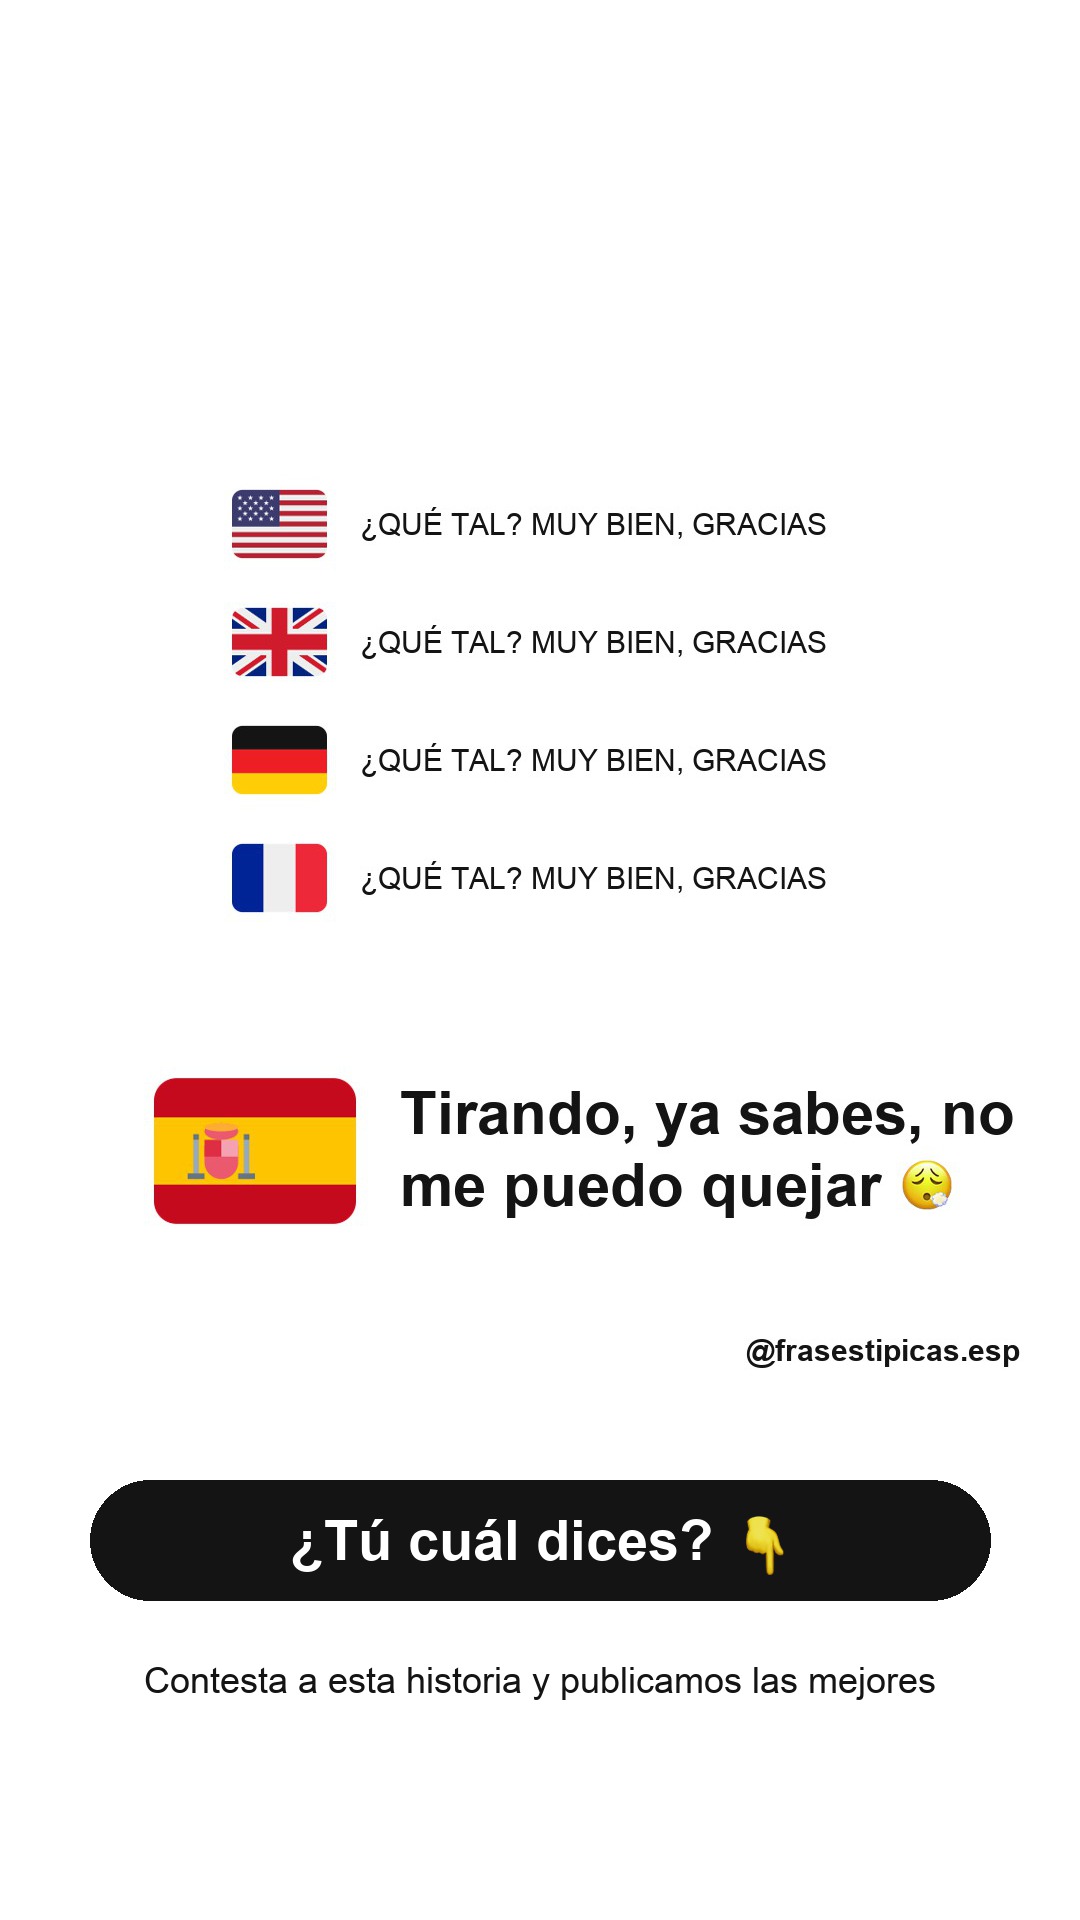 ¿QUÉ TAL? MUY BIEN, GRACIAS
¿QUÉ TAL? MUY BIEN, GRACIAS
¿QUÉ TAL? MUY BIEN, GRACIAS
¿QUÉ TAL? MUY BIEN, GRACIAS
Tirando, ya sabes, no
me puedo quejar 😮‍💨
@frasestipicas.esp
¿Tú cuál dices? 👇
Contesta a esta historia y publicamos las mejores